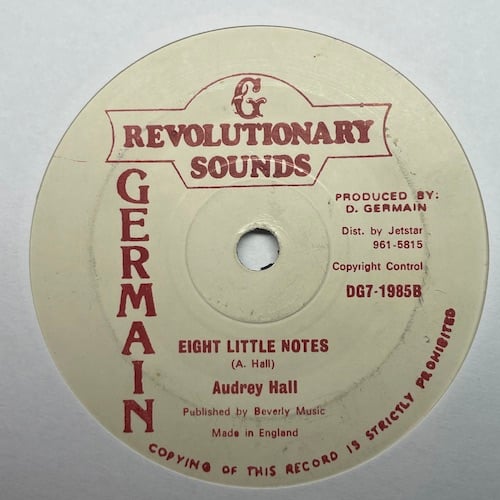 G
REVOLUTIONARY
SOUNDS
GERMAIN
PRODUCED BY:
D. GERMAIN
Dist. by Jetstar
961-5815
Copyright Control
DG7-1985B
EIGHT LITTLE NOTES
(A. Hall)
Audrey Hall
Published by Beverly Music
Made in England
COPYING OF THIS RECORD IS STRICTLY PROHIBITED